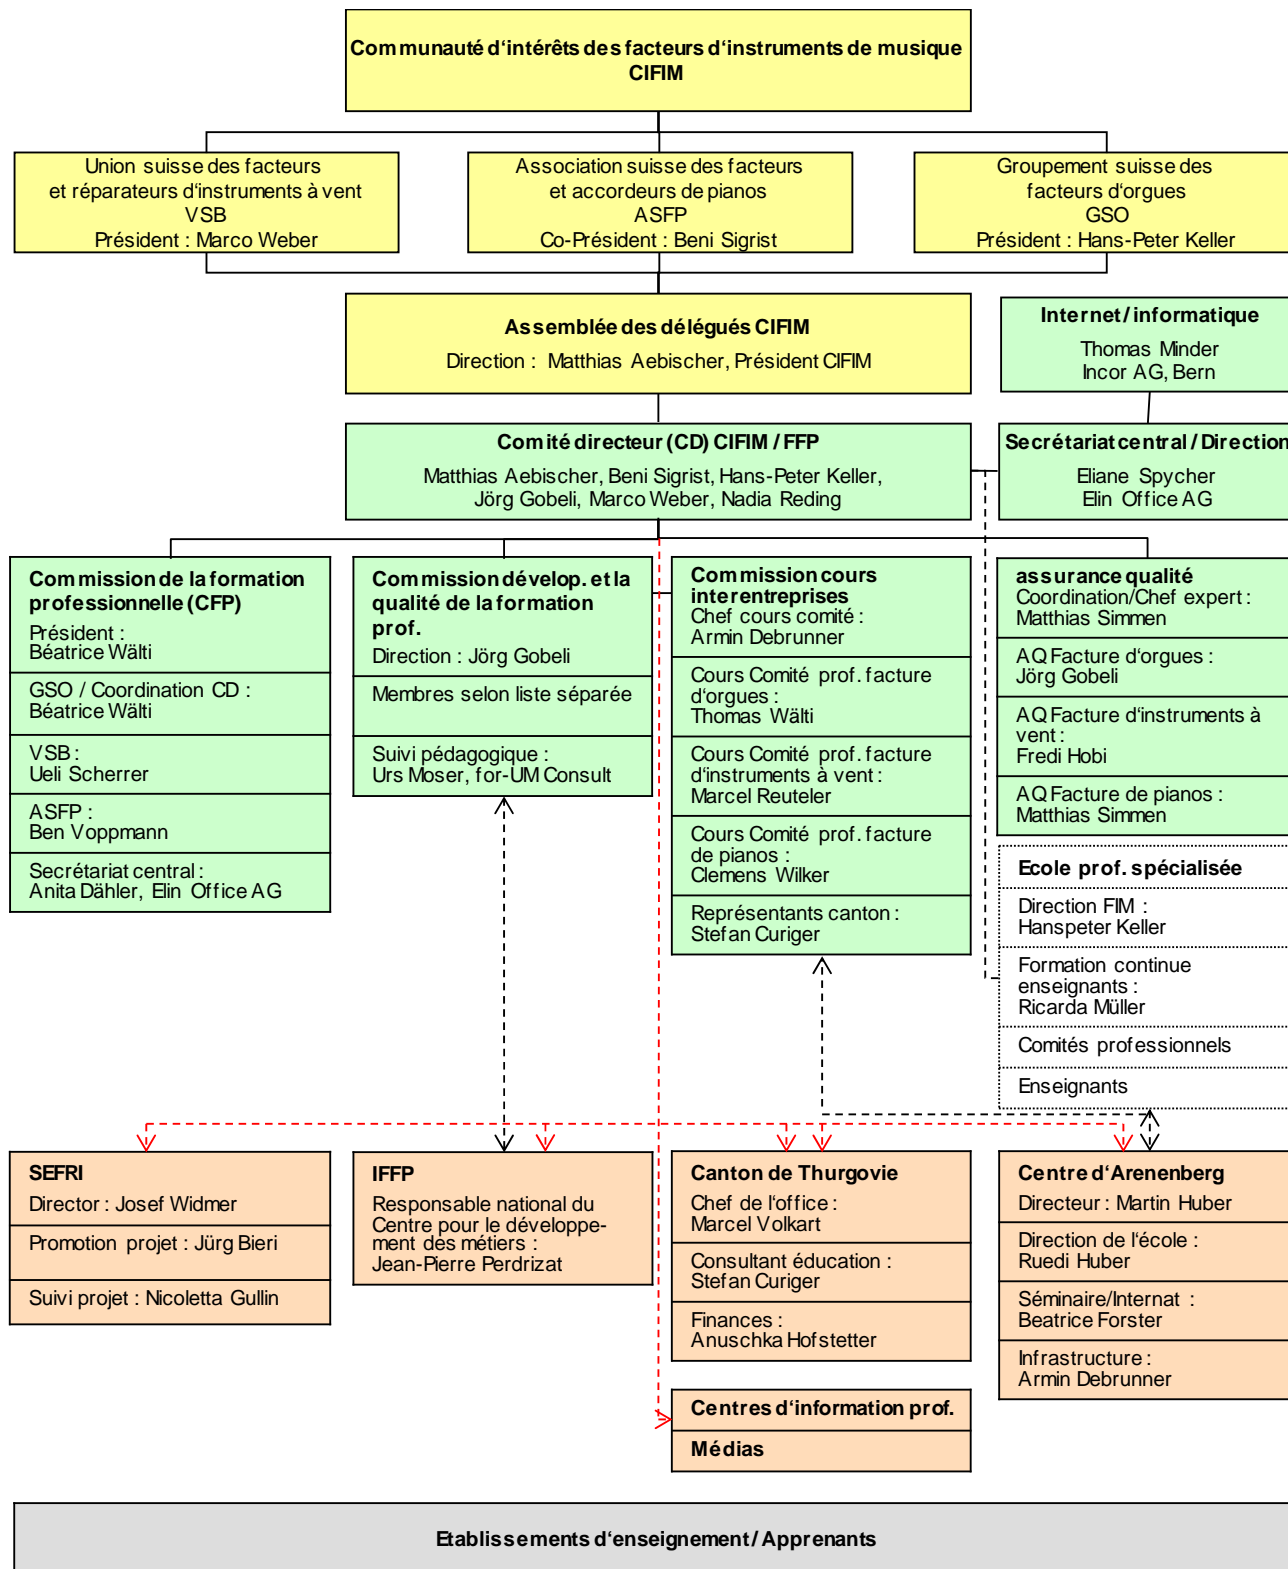 Communauté d‘intérêts des facteurs d‘instruments de musique
CIFIM
Union suisse des facteurs
et réparateurs d‘instruments à vent
VSB
Président : Marco Weber
Association suisse des facteurs
et accordeurs de pianos
ASFP
Co-Président : Beni Sigrist
Groupement suisse des
facteurs d‘orgues
GSO
Président : Hans-Peter Keller
Assemblée des délégués CIFIM
Direction : Matthias Aebischer, Président CIFIM
Internet / informatique
Thomas Minder
Incor AG, Bern
Comité directeur (CD) CIFIM / FFP
Matthias Aebischer, Beni Sigrist, Hans-Peter Keller,
Jörg Gobeli, Marco Weber, Nadia Reding
Secrétariat central / Direction
Eliane Spycher
Elin Office AG
Commission de la formation
professionnelle (CFP)
Président :
Béatrice Wälti
GSO / Coordination CD :
Béatrice Wälti
VSB :
Ueli Scherrer
ASFP :
Ben Voppmann
Secrétariat central :
Anita Dähler, Elin Office AG
Commission dévelop. et la
qualité de la formation
prof.
Direction : Jörg Gobeli
Membres selon liste séparée
Suivi pédagogique :
Urs Moser, for-UM Consult
Commission cours
interentreprises
Chef cours comité :
Armin Debrunner
Cours Comité prof. facture
d‘orgues :
Thomas Wälti
Cours Comité prof. facture
d‘instruments à vent :
Marcel Reuteler
Cours Comité prof. facture
de pianos :
Clemens Wilker
Représentants canton :
Stefan Curiger
assurance qualité
Coordination/Chef expert :
Matthias Simmen
AQ Facture d‘orgues :
Jörg Gobeli
AQ Facture d‘instruments à
vent :
Fredi Hobi
AQ Facture de pianos :
Matthias Simmen
Ecole prof. spécialisée
Direction FIM :
Hanspeter Keller
Formation continue
enseignants :
Ricarda Müller
Comités professionnels
Enseignants
SEFRI
Director : Josef Widmer
Promotion projet : Jürg Bieri
Suivi projet : Nicoletta Gullin
IFFP
Responsable national du
Centre pour le développe-
ment des métiers :
Jean-Pierre Perdrizat
Canton de Thurgovie
Chef de l‘office :
Marcel Volkart
Consultant éducation :
Stefan Curiger
Finances :
Anuschka Hofstetter
Centre d‘Arenenberg
Directeur : Martin Huber
Direction de l‘école :
Ruedi Huber
Séminaire/Internat :
Beatrice Forster
Infrastructure :
Armin Debrunner
Centres d‘information prof.
Médias
Etablissements d‘enseignement / Apprenants